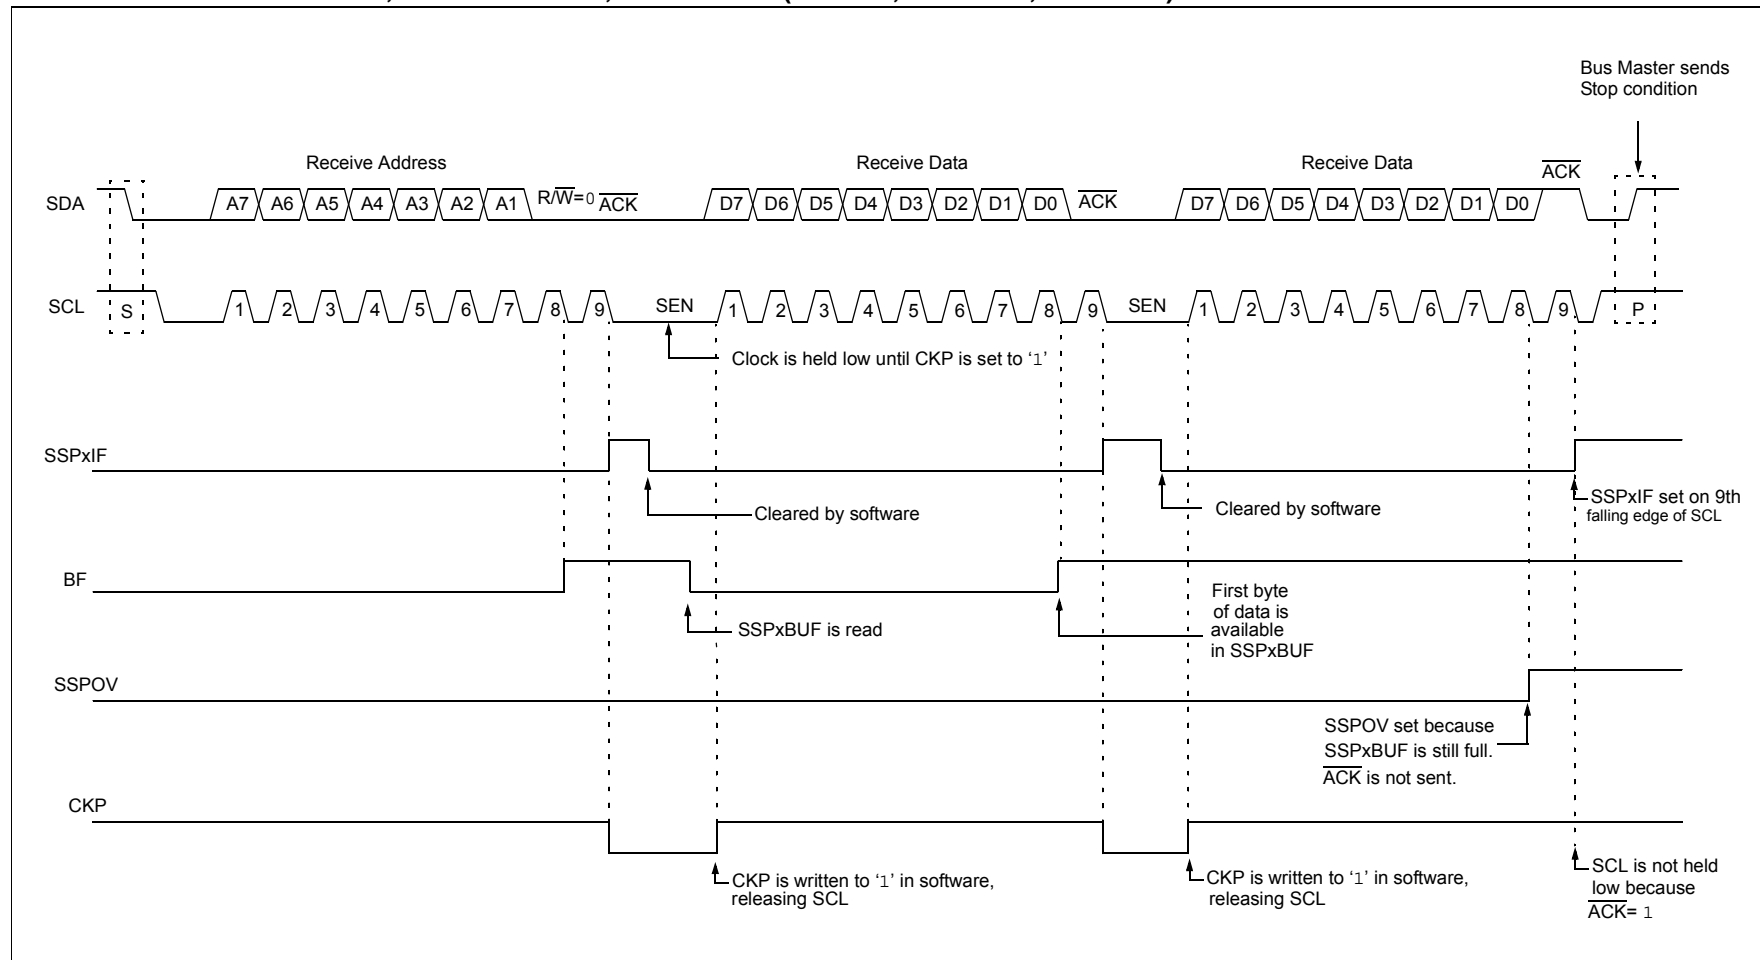 Bus Master sends
Stop condition
Receive Address
Receive Data
Receive Data
ACK
SDA
A7 A6 A5 A4 A3 A2 A1 R/W=0 ACK D7 D6 D5 D4 D3 D2 D1 D0 ACK D7 D6 D5 D4 D3 D2 D1 D0
SCL
S 1 2 3 4 5 6 7 8 9 SEN 1 2 3 4 5 6 7 8 9 SEN 1 2 3 4 5 6 7 8 9 P
Clock is held low until CKP is set to ‘1’
SSPxIF
Cleared by software
Cleared by software
SSPxIF set on 9th
falling edge of SCL
BF
SSPxBUF is read
First byte
of data is
available
in SSPxBUF
SSPOV
SSPOV set because
SSPxBUF is still full.
ACK is not sent.
CKP
CKP is written to ‘1’ in software,
releasing SCL
CKP is written to ‘1’ in software,
releasing SCL
SCL is not held
low because
ACK= 1